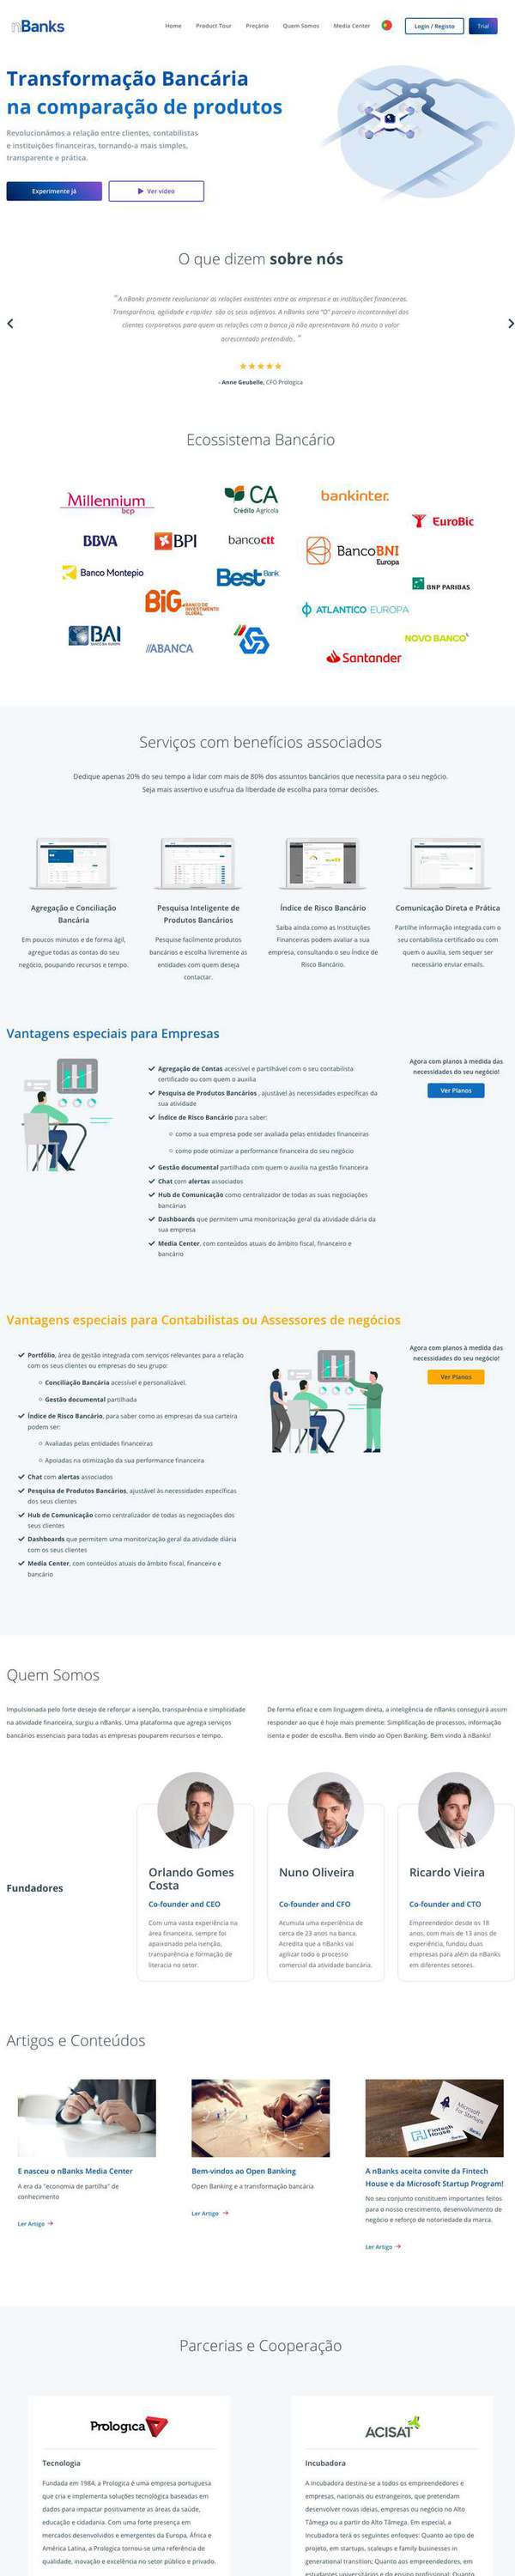 nBanks
Home Product Tour Preçário Quem Somos Media Center Login / Registo Trial
Transformação Bancária
na comparação de produtos
Revolucionámos a relação entre clientes, contabilistas
e instituições financeiras, tornando-a mais simples,
transparente e prática.
Experimente já Ver vídeo
O que dizem sobre nós
" A nBanks promete revolucionar as relações existentes entre as empresas e as instituições financeiras.
Transparência, agilidade e rapidez são os seus adjetivos. A nBanks será "O" parceiro incontornável dos
clientes corporativos para quem as relações com a banca já não apresentavam há muito o valor
acrescentado pretendido.. "
- Anne Geubelle, CFO Prologica
Ecossistema Bancário
Millennium
bcp
CA
Crédito Agrícola
bankinter.
EuroBic
BBVA
BPI
bancoctt
BancoBNI
Europa
Banco Montepio
Best Bank
BNP PARIBAS
BiG BANCO DE
INVESTIMENTO
GLOBAL
ATLANTICO EUROPA
BAI
BANCO BAI EUROPA
//ABANCA
NOVO BANCO
Santander
Serviços com benefícios associados
Dedique apenas 20% do seu tempo a lidar com mais de 80% dos assuntos bancários que necessita para o seu negócio.
Seja mais assertivo e usufrua da liberdade de escolha para tomar decisões.
Agregação e Conciliação
Bancária
Em poucos minutos e de forma ágil,
agregue todas as contas do seu
negócio, poupando recursos e tempo.
Pesquisa Inteligente de
Produtos Bancários
Pesquise facilmente produtos
bancários e escolha livremente as
entidades com quem deseja
contactar.
Índice de Risco Bancário
Saiba ainda como as Instituições
Financeiras podem avaliar a sua
empresa, consultando o seu Índice de
Risco Bancário.
Comunicação Direta e Prática
Partilhe informação integrada com o
seu contabilista certificado ou com
quem o auxilia, sem sequer ser
necessário enviar emails.
Vantagens especiais para Empresas
Agregação de Contas acessível e partilhável com o seu contabilista
certificado ou com quem o auxilia
Pesquisa de Produtos Bancários , ajustável às necessidades específicas da
sua atividade
Índice de Risco Bancário para saber:
como a sua empresa pode ser avaliada pelas entidades financeiras
como pode otimizar a performance financeira do seu negócio
Gestão documental partilhada com quem o auxilia na gestão financeira
Chat com alertas associados
Hub de Comunicação como centralizador de todas as suas negociações
bancárias
Dashboards que permitem uma monitorização geral da atividade diária da
sua empresa
Media Center, com conteúdos atuais do âmbito fiscal, financeiro e
bancário
Agora com planos à medida das
necessidades do seu negócio!
Ver Planos
Vantagens especiais para Contabilistas ou Assessores de negócios
Portfólio, área de gestão integrada com serviços relevantes para a relação
com os seus clientes ou empresas do seu grupo:
Conciliação Bancária acessível e personalizável.
Gestão documental partilhada
Índice de Risco Bancário, para saber como as empresas da sua carteira
podem ser:
Avaliadas pelas entidades financeiras
Apoiadas na otimização da sua performance financeira
Chat com alertas associados
Pesquisa de Produtos Bancários, ajustável às necessidades específicas
dos seus clientes
Hub de Comunicação como centralizador de todas as negociações dos
seus clientes
Dashboards que permitem uma monitorização geral da atividade diária
com os seus clientes
Media Center, com conteúdos atuais do âmbito fiscal, financeiro e
bancário
Agora com planos à medida das
necessidades do seu negócio!
Ver Planos
Quem Somos
Impulsionada pelo forte desejo de reforçar a isenção, transparência e simplicidade
na atividade financeira, surgiu a nBanks. Uma plataforma que agrega serviços
bancários essenciais para todas as empresas pouparem recursos e tempo.
De forma eficaz e com linguagem direta, a inteligência de nBanks conseguirá assim
responder ao que é hoje mais premente: Simplificação de processos, informação
isenta e poder de escolha. Bem vindo ao Open Banking. Bem vindo à nBanks!
Fundadores
Orlando Gomes
Costa
Co-founder and CEO
Com uma vasta experiência na
área financeira, sempre foi
apaixonado pela isenção,
transparência e formação de
literacia no setor.
Nuno Oliveira
Co-founder and CFO
Acumula uma experiência de
cerca de 23 anos na banca.
Acredita que a nBanks vai
agilizar todo o processo
comercial da atividade bancária.
Ricardo Vieira
Co-founder and CTO
Empreendedor desde os 18
anos, com mais de 13 anos de
experiência, fundou duas
empresas para além da nBanks
em diferentes setores.
Artigos e Conteúdos
E nasceu o nBanks Media Center
A era da "economia de partilha" de
conhecimento
Ler Artigo
Bem-vindos ao Open Banking
Open Banking e a transformação bancária
Ler Artigo
Microsoft
For Startups
Fintech
House
nBanks
A nBanks aceita convite da Fintech
House e da Microsoft Startup Program!
No seu conjunto constituem importantes feitos
para o nosso crescimento, desenvolvimento de
negócio e reforço de notoriedade da marca.
Ler Artigo
Parcerias e Cooperação
Prologica
Tecnologia
Fundada em 1984, a Prologica é uma empresa portuguesa
que cria e implementa soluções tecnológica baseadas em
dados para impactar positivamente as áreas da saúde,
educação e cidadania. Com uma forte presença em
mercados desenvolvidos e emergentes da Europa, África e
América Latina, a Prologica tornou-se uma referência de
qualidade, inovação e excelência no setor público e privado.
ACISAT
Incubadora
A incubadora destina-se a todos os empreendedores e
empresas, nacionais ou estrangeiros, que pretendam
desenvolver novas ideias, empresas ou negócio no Alto
Tâmega ou a partir do Alto Tâmega. Em especial, a
incubadora terá os seguintes enfoques: Quanto ao tipo de
projeto, em startups, scaleups e family businesses in
generational transition; Quanto aos empreendedores, em
estudantes universitários e do ensino profissional; Quanto